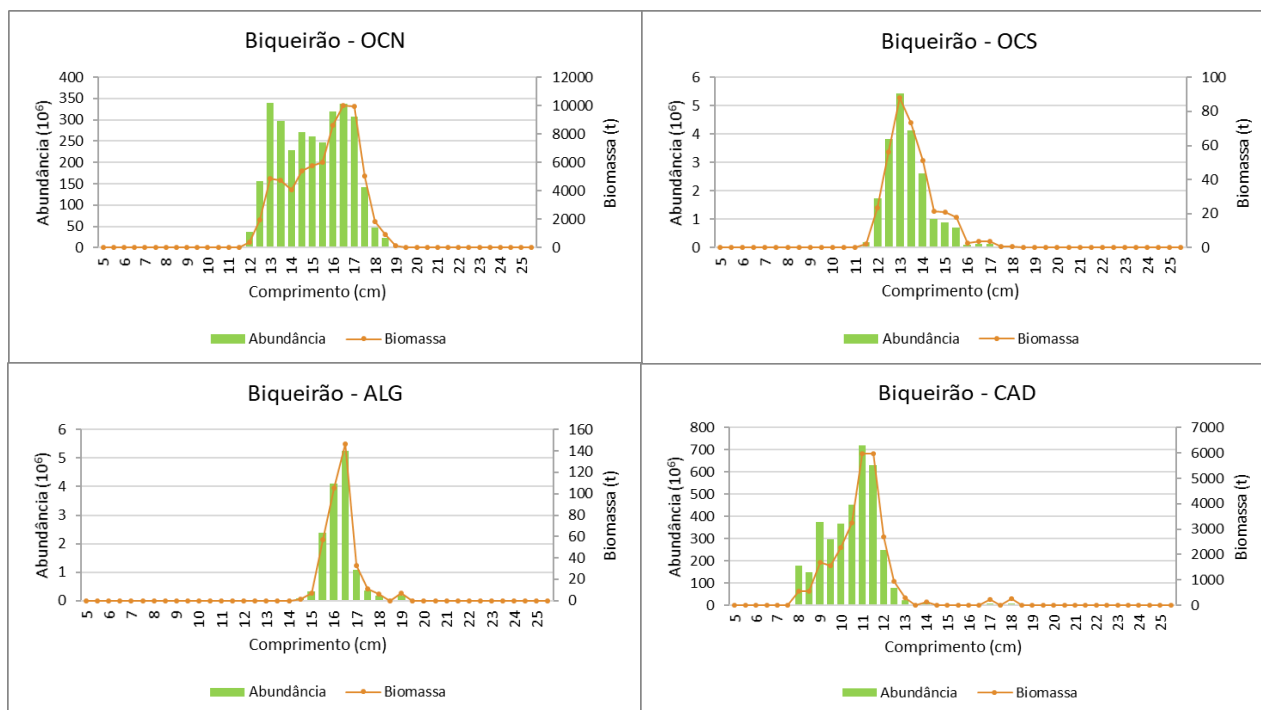 Biqueirão - OCN
Abundância (10⁶)
400
350
300
250
200
150
100
50
0
12000
10000
8000
6000
4000
2000
0
Biomassa (t)
5 6 7 8 9 10 11 12 13 14 15 16 17 18 19 20 21 22 23 24 25
Comprimento (cm)
Abundância Biomassa
Biqueirão - OCS
Abundância (10⁶)
6
5
4
3
2
1
0
100
80
60
40
20
0
Biomassa (t)
5 6 7 8 9 10 11 12 13 14 15 16 17 18 19 20 21 22 23 24 25
Comprimento (cm)
Abundância Biomassa
Biqueirão - ALG
Abundância (10⁶)
6
5
4
3
2
1
0
160
140
120
100
80
60
40
20
0
Biomassa (t)
5 6 7 8 9 10 11 12 13 14 15 16 17 18 19 20 21 22 23 24 25
Comprimento (cm)
Abundância Biomassa
Biqueirão - CAD
Abundância (10⁶)
800
700
600
500
400
300
200
100
0
7000
6000
5000
4000
3000
2000
1000
0
Biomassa (t)
5 6 7 8 9 10 11 12 13 14 15 16 17 18 19 20 21 22 23 24 25
Comprimento (cm)
Abundância Biomassa